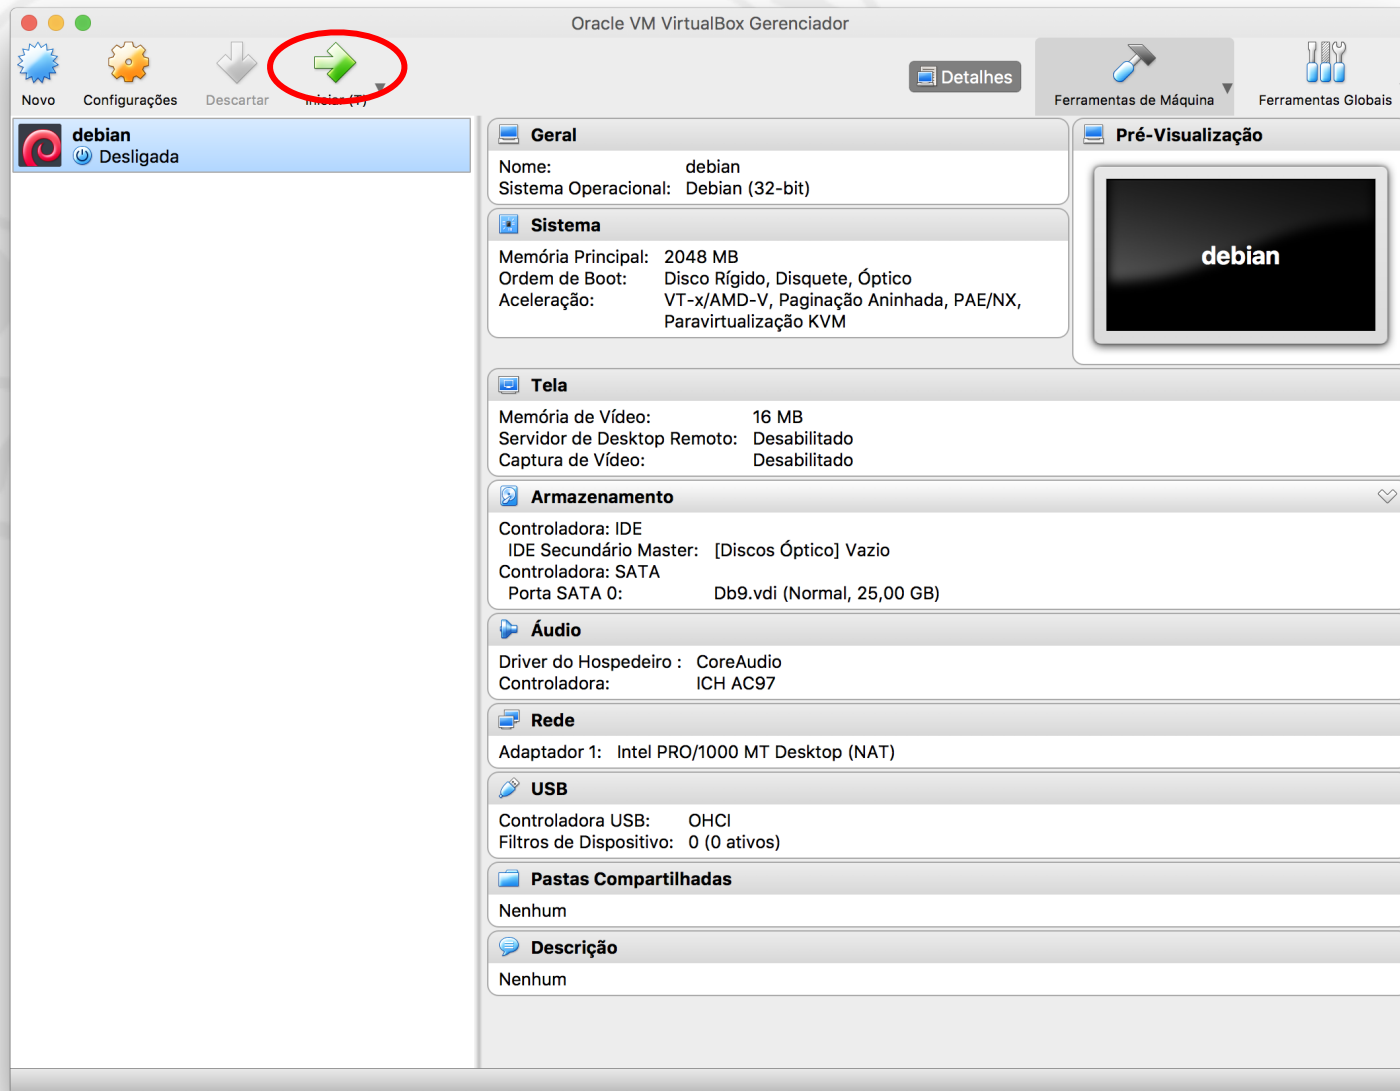 Oracle VM VirtualBox Gerenciador
Novo
Configurações
Descartar
Iniciar (T)
Detalhes
Ferramentas de Máquina
Ferramentas Globais
debian
Desligada
Geral
Nome: debian
Sistema Operacional: Debian (32-bit)
Pré-Visualização
debian
Sistema
Memória Principal: 2048 MB
Ordem de Boot: Disco Rígido, Disquete, Óptico
Aceleração: VT-x/AMD-V, Paginação Aninhada, PAE/NX,
Paravirtualização KVM
Tela
Memória de Vídeo: 16 MB
Servidor de Desktop Remoto: Desabilitado
Captura de Vídeo: Desabilitado
Armazenamento
Controladora: IDE
IDE Secundário Master: [Discos Óptico] Vazio
Controladora: SATA
Porta SATA 0: Db9.vdi (Normal, 25,00 GB)
Áudio
Driver do Hospedeiro : CoreAudio
Controladora: ICH AC97
Rede
Adaptador 1: Intel PRO/1000 MT Desktop (NAT)
USB
Controladora USB: OHCI
Filtros de Dispositivo: 0 (0 ativos)
Pastas Compartilhadas
Nenhum
Descrição
Nenhum